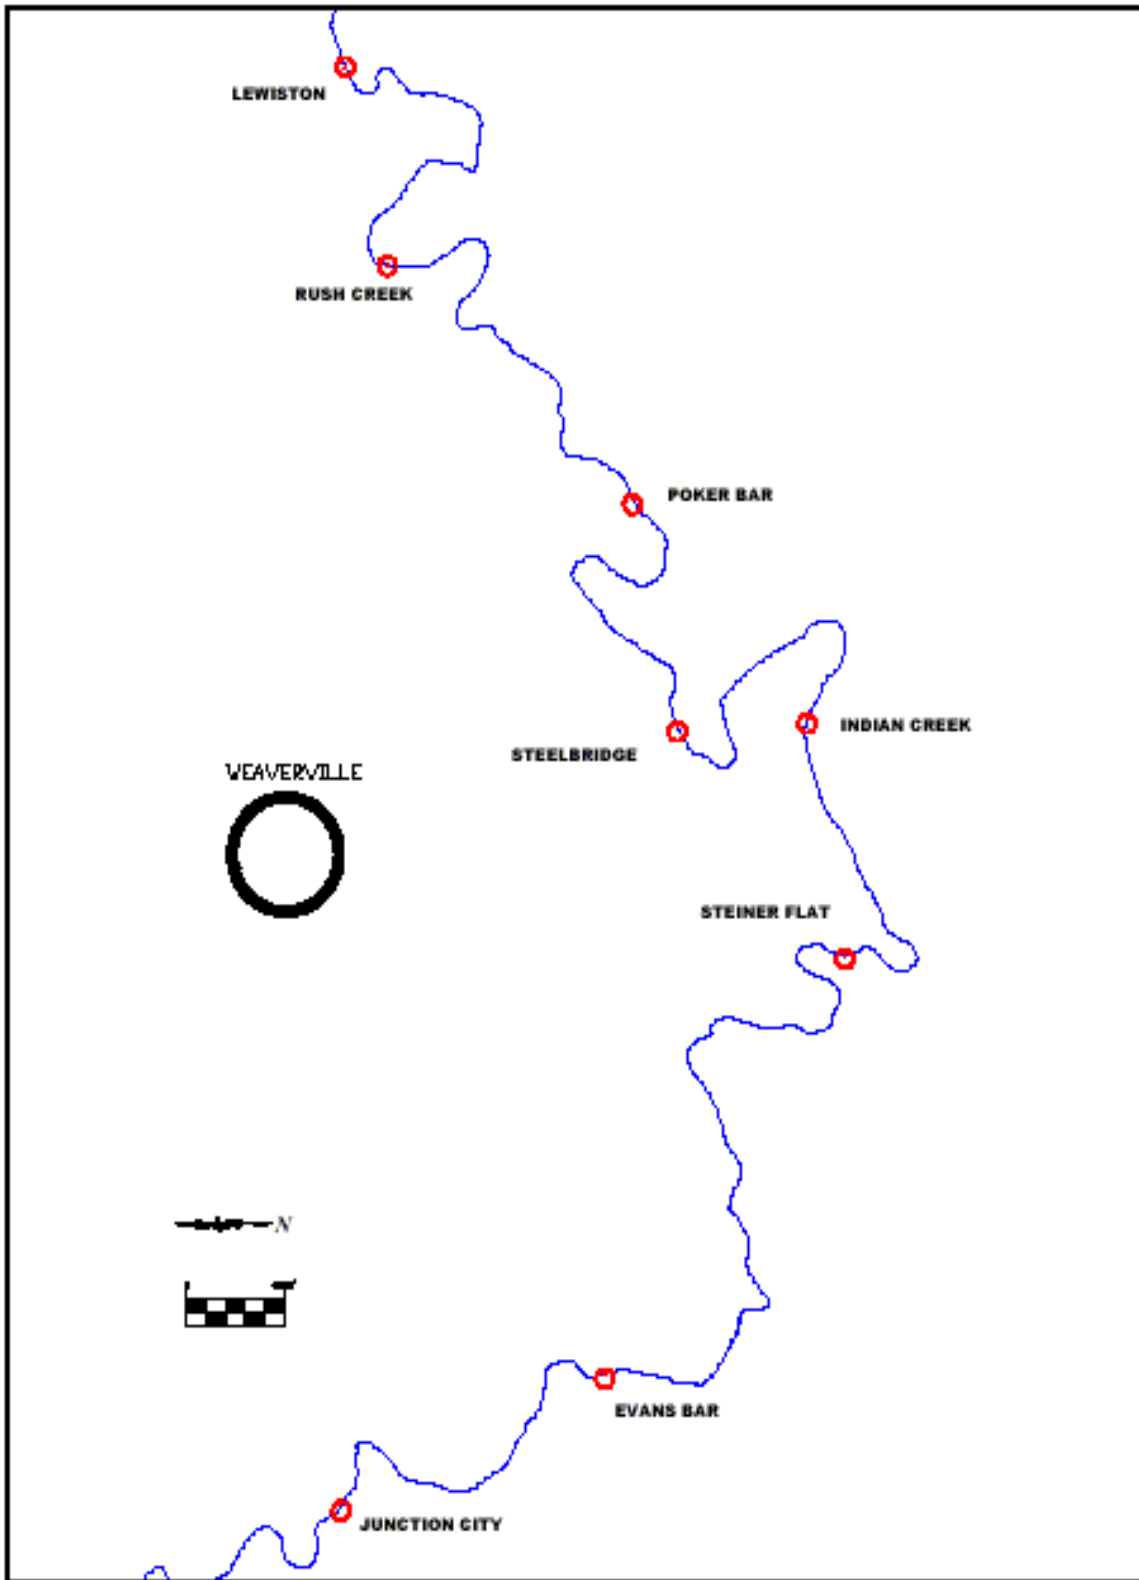 LEWISTON
RUSH CREEK
POKER BAR
INDIAN CREEK
STEELBRIDGE
WEAVERVILLE
STEINER FLAT
N
EVANS BAR
JUNCTION CITY